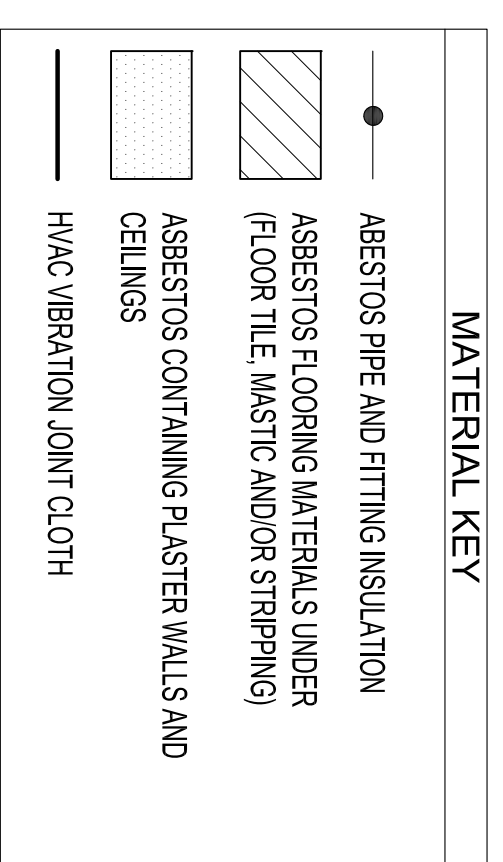 MATERIAL KEY
ABESTOS PIPE AND FITTING INSULATION
ASBESTOS FLOORING MATERIALS UNDER
(FLOOR TILE, MASTIC AND/OR STRIPPING)
ASBESTOS CONTAINING PLASTER WALLS AND
CEILINGS
HVAC VIBRATION JOINT CLOTH